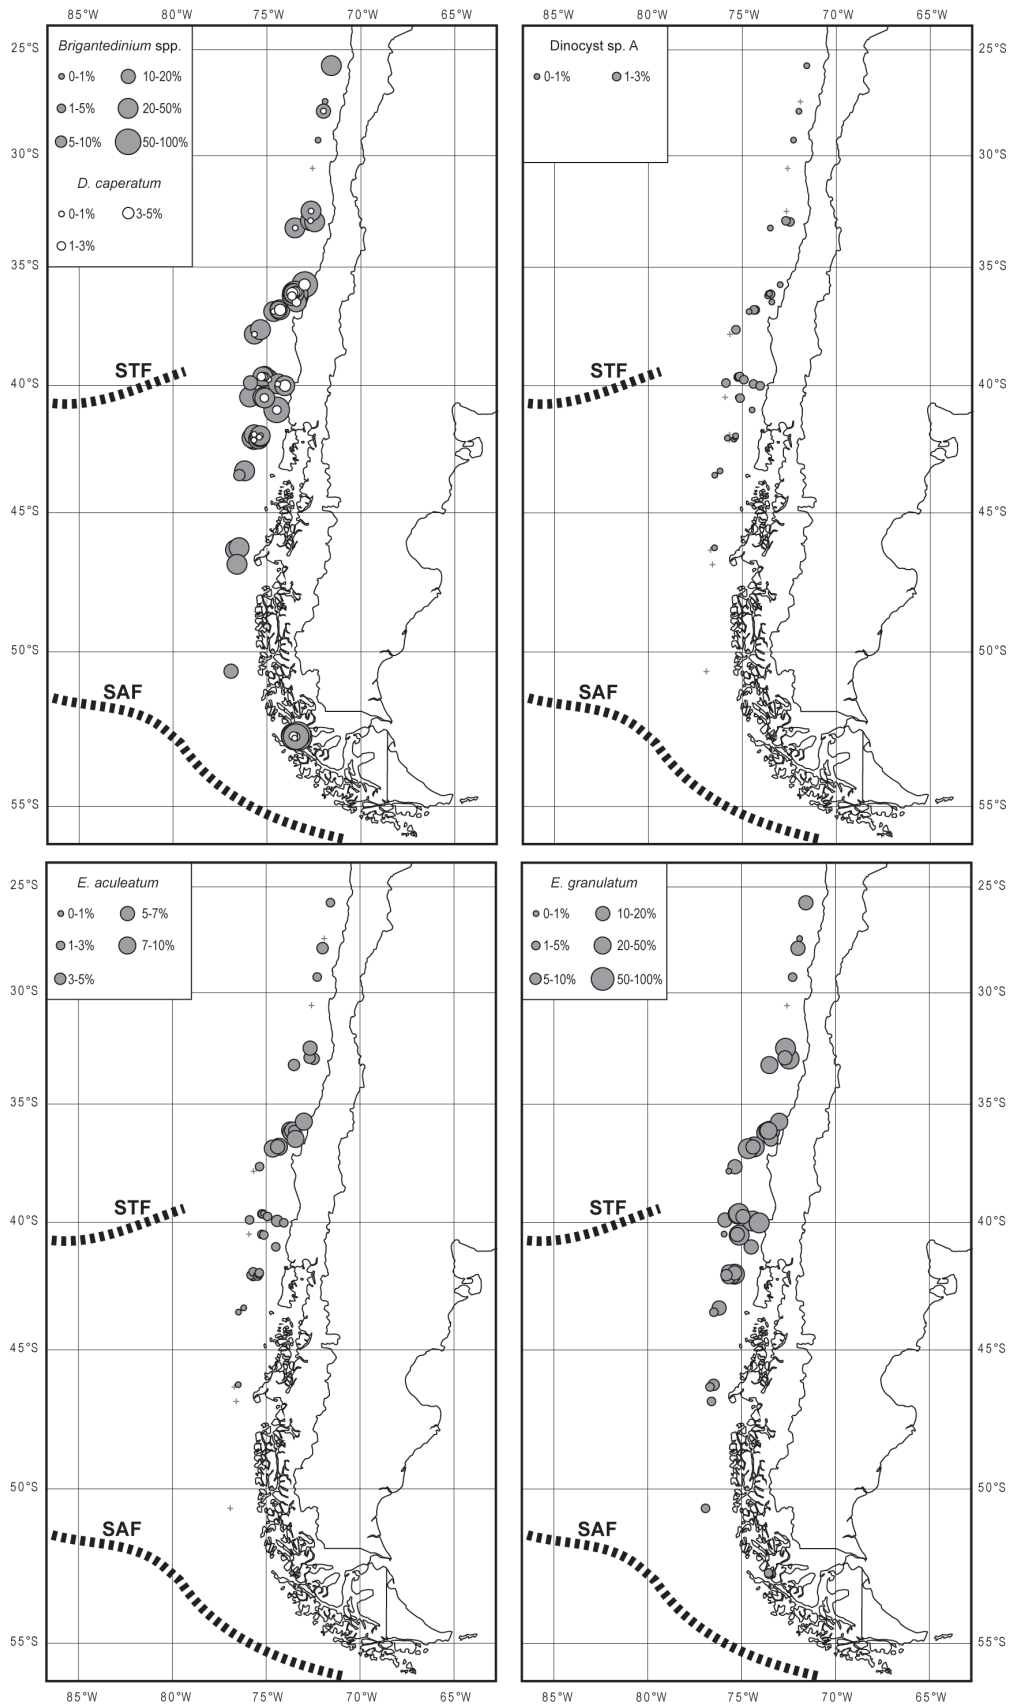 85°W 80°W 75°W 70°W 65°W 85°W 80°W 75°W 70°W 65°W
Brigantedinium spp.
0-1% 10-20%
1-5% 20-50%
5-10% 50-100%
D. caperatum
0-1% 3-5%
1-3%
Dinocyst sp. A
0-1% 1-3%
25°S 25°S
30°S 30°S
35°S 35°S
STF STF
40°S 40°S
45°S 45°S
50°S 50°S
SAF SAF
55°S 55°S
E. aculeatum
0-1% 5-7%
1-3% 7-10%
3-5%
E. granulatum
0-1% 10-20%
1-5% 20-50%
5-10% 50-100%
25°S 25°S
30°S 30°S
35°S 35°S
STF STF
40°S 40°S
45°S 45°S
50°S 50°S
SAF SAF
55°S 55°S
85°W 80°W 75°W 70°W 65°W 85°W 80°W 75°W 70°W 65°W